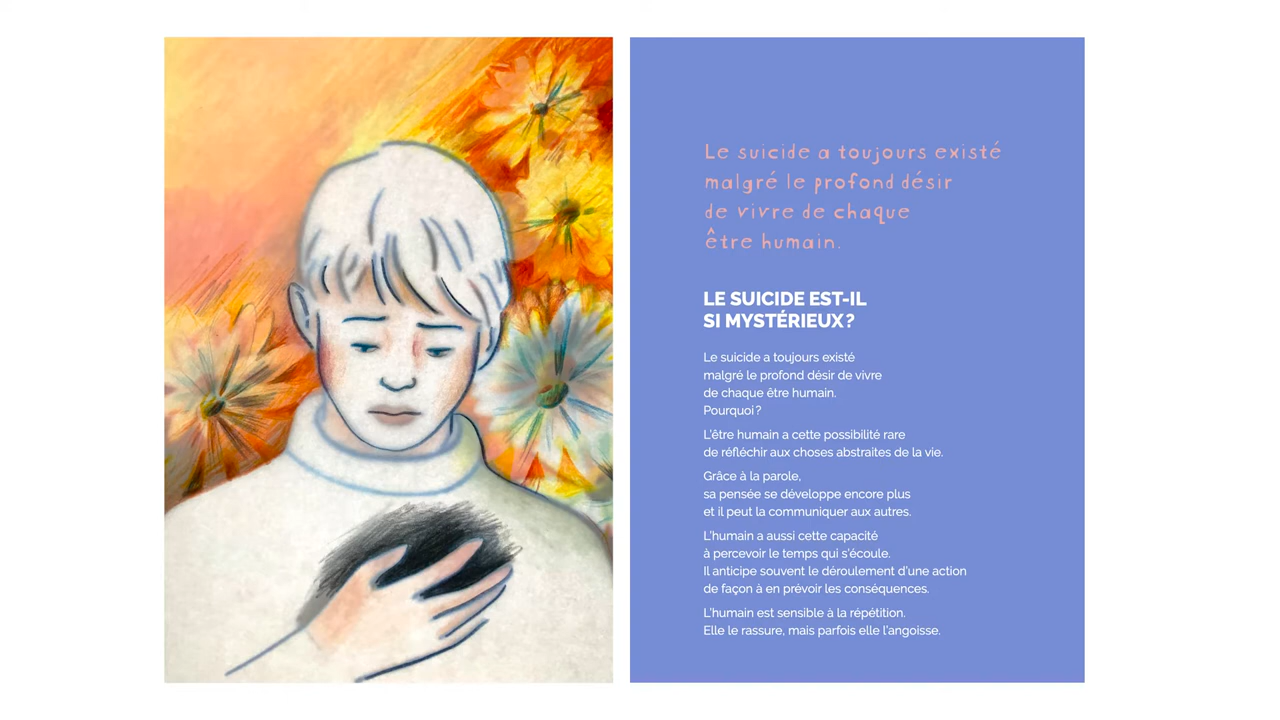 Le suicide a toujours existé
malgré le profond désir
de vivre de chaque
être humain.
LE SUICIDE EST-IL
SI MYSTÉRIEUX ?
Le suicide a toujours existé
malgré le profond désir de vivre
de chaque être humain.
Pourquoi ?
L'être humain a cette possibilité rare
de réfléchir aux choses abstraites de la vie.
Grâce à la parole,
sa pensée se développe encore plus
et il peut la communiquer aux autres.
L'humain a aussi cette capacité
à percevoir le temps qui s'écoule.
Il anticipe souvent le déroulement d'une action
de façon à en prévoir les conséquences.
L'humain est sensible à la répétition.
Elle le rassure, mais parfois elle l'angoisse.